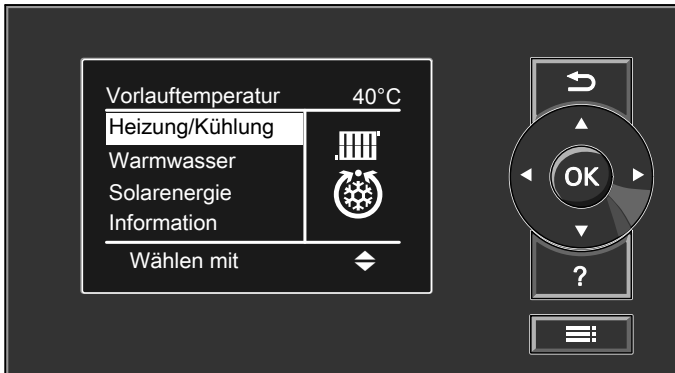 Vorlauftemperatur 40°C
Heizung/Kühlung
Warmwasser
Solarenergie
Information
Wählen mit
OK
?